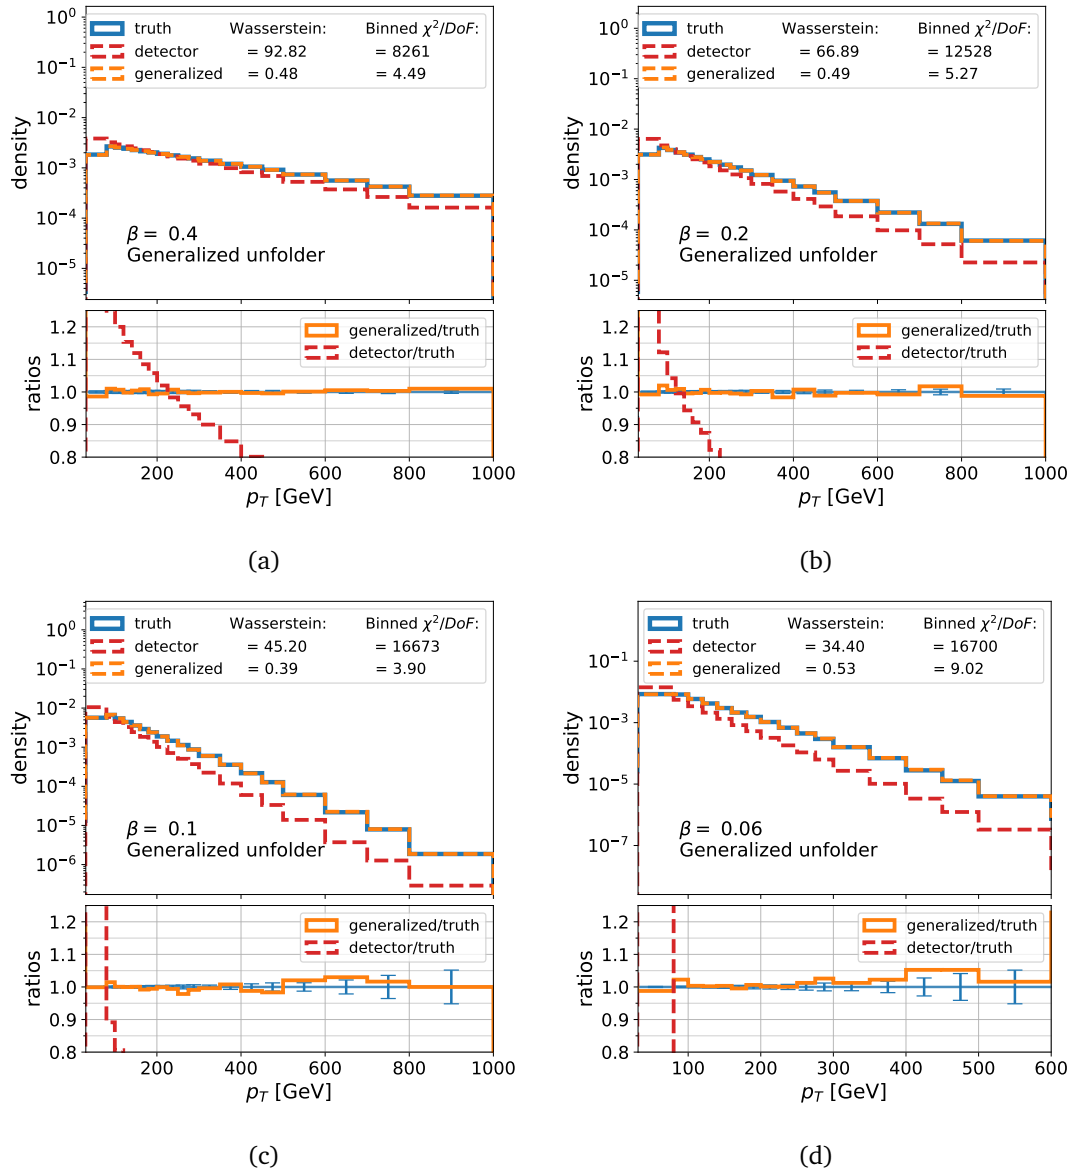 (a)
(b)
truth Wasserstein: Binned χ²/DoF:
detector = 92.82 = 8261
generalized = 0.48 = 4.49
10⁰
10⁻¹
10⁻²
10⁻³
10⁻⁴
10⁻⁵
density
β = 0.4
Generalized unfolder
generalized/truth
detector/truth
1.2
1.1
1.0
0.9
0.8
ratios
200 400 600 800 1000
p_T [GeV]
(a)
truth Wasserstein: Binned χ²/DoF:
detector = 66.89 = 12528
generalized = 0.49 = 5.27
10⁰
10⁻¹
10⁻²
10⁻³
10⁻⁴
10⁻⁵
density
β = 0.2
Generalized unfolder
generalized/truth
detector/truth
1.2
1.1
1.0
0.9
0.8
ratios
200 400 600 800 1000
p_T [GeV]
(b)
(c)
(d)
truth Wasserstein: Binned χ²/DoF:
detector = 45.20 = 16673
generalized = 0.39 = 3.90
10⁰
10⁻¹
10⁻²
10⁻³
10⁻⁴
10⁻⁵
10⁻⁶
density
β = 0.1
Generalized unfolder
generalized/truth
detector/truth
1.2
1.1
1.0
0.9
0.8
ratios
200 400 600 800 1000
p_T [GeV]
(c)
truth Wasserstein: Binned χ²/DoF:
detector = 34.40 = 16700
generalized = 0.53 = 9.02
10⁻¹
10⁻³
10⁻⁵
10⁻⁷
density
β = 0.06
Generalized unfolder
generalized/truth
detector/truth
1.2
1.1
1.0
0.9
0.8
ratios
100 200 300 400 500 600
p_T [GeV]
(d)